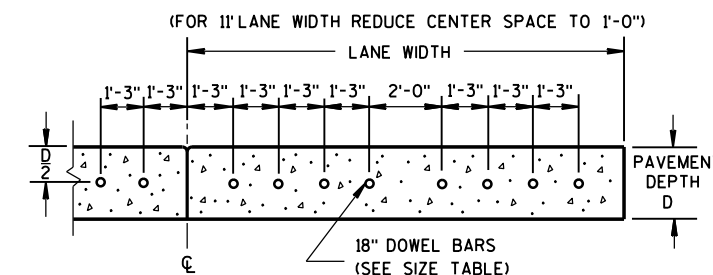 (FOR 11' LANE WIDTH REDUCE CENTER SPACE TO 1'-0")
LANE WIDTH
1'-3" 1'-3" 1'-3" 1'-3" 1'-3" 1'-3" 2'-0" 1'-3" 1'-3" 1'-3"
D
2
PAVEMEN
DEPTH
D
℄
18" DOWEL BARS
(SEE SIZE TABLE)